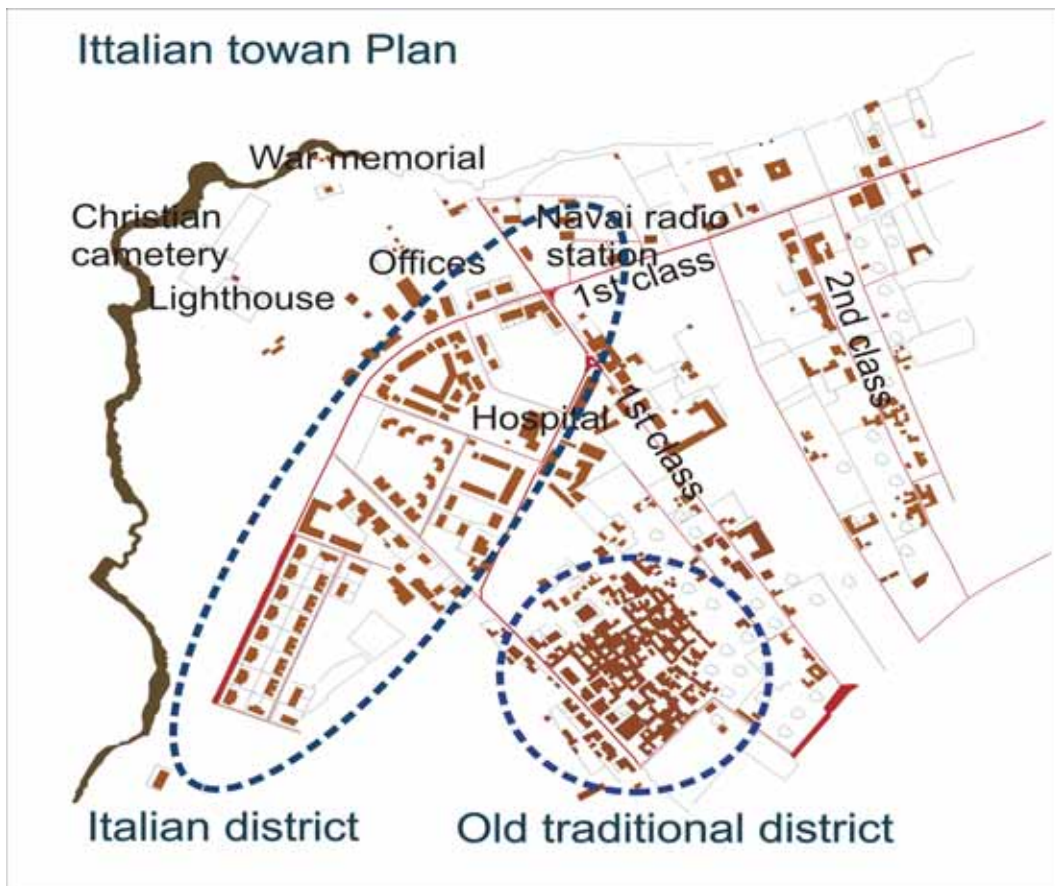 Ittalian towan Plan
War memorial
Christian
cametery
Lighthouse
Offices
Navai radio
station
1st class
2nd class
1st class
Hospital
Italian district
Old traditional district